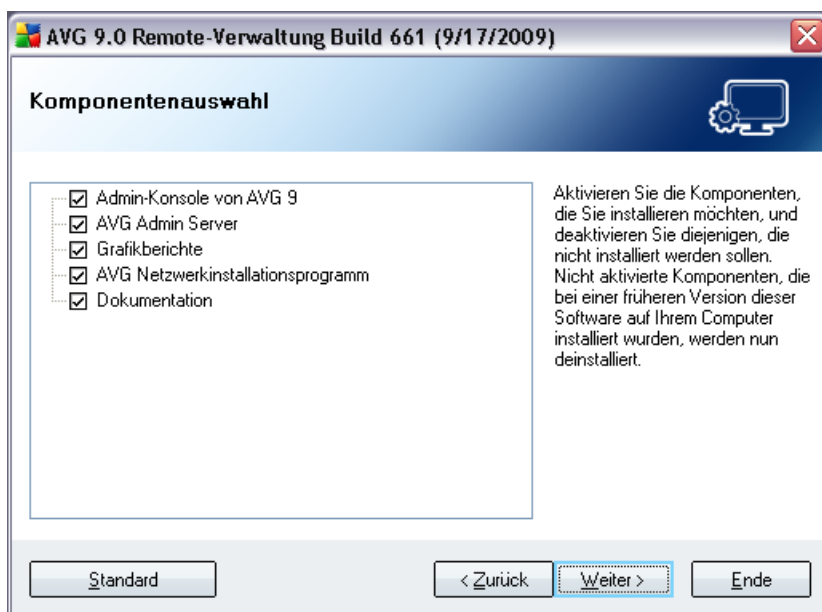 AVG 9.0 Remote-Verwaltung Build 661 (9/17/2009)
Komponentenauswahl
Admin-Konsole von AVG 9
AVG Admin Server
Grafikberichte
AVG Netzwerkinstallationsprogramm
Dokumentation
Aktivieren Sie die Komponenten,
die Sie installieren möchten, und
deaktivieren Sie diejenigen, die
nicht installiert werden sollen.
Nicht aktivierte Komponenten, die
bei einer früheren Version dieser
Software auf Ihrem Computer
installiert wurden, werden nun
deinstalliert.
Standard
< Zurück
Weiter >
Ende